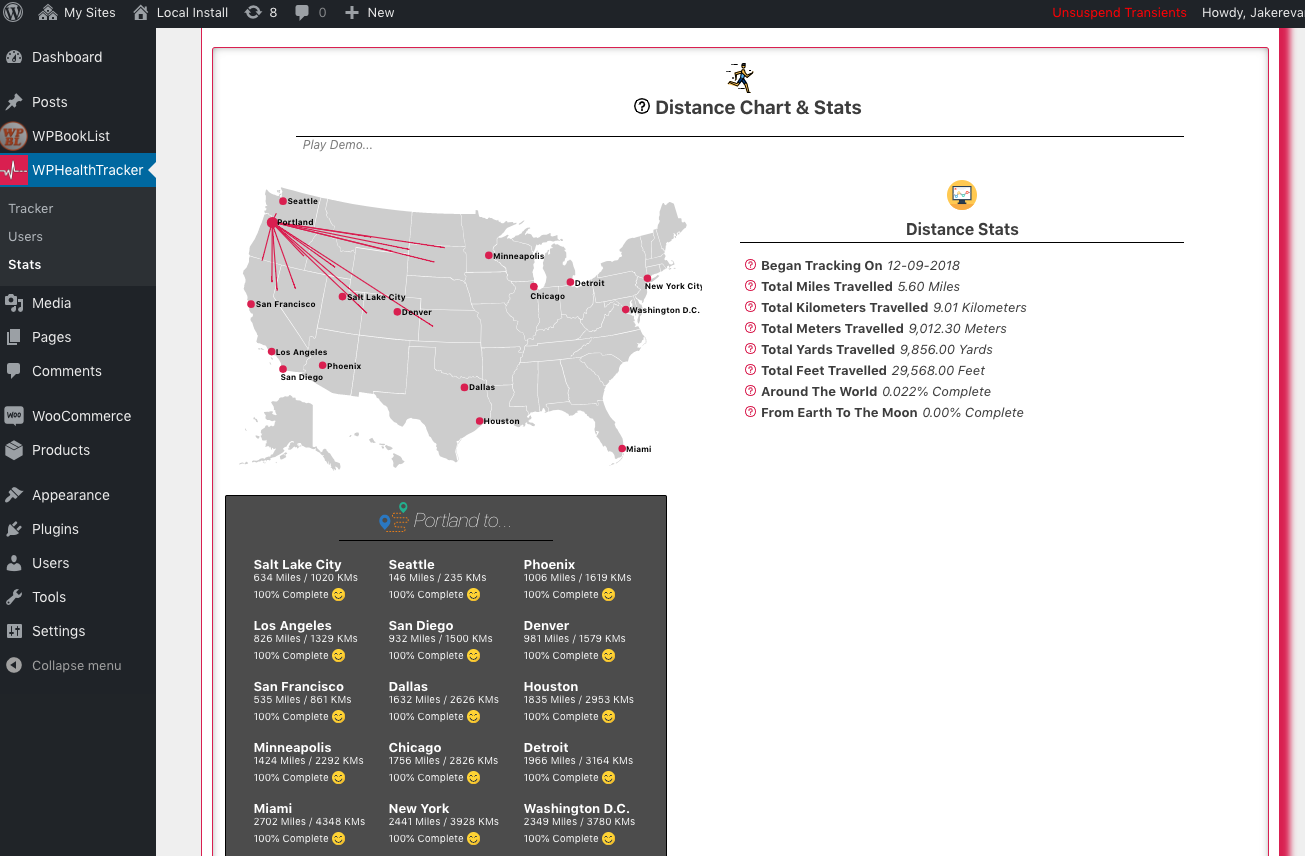 My Sites
Local Install
8
0
New
Unsuspend Transients
Howdy, Jakereva
Dashboard
Posts
WP
BL
WPBookList
WPHealthTracker
Tracker
Users
Stats
Media
Pages
Comments
Woo
WooCommerce
Products
Appearance
Plugins
Users
Tools
Settings
Collapse menu
Distance Chart & Stats
Play Demo...
Seattle
Portland
Minneapolis
Detroit
Chicago
New York City
Washington D.C.
Salt Lake City
San Francisco
Denver
Los Angeles
Phoenix
San Diego
Dallas
Houston
Miami
Distance Stats
Began Tracking On 12-09-2018
Total Miles Travelled 5.60 Miles
Total Kilometers Travelled 9.01 Kilometers
Total Meters Travelled 9,012.30 Meters
Total Yards Travelled 9,856.00 Yards
Total Feet Travelled 29,568.00 Feet
Around The World 0.022% Complete
From Earth To The Moon 0.00% Complete
Portland to...
Salt Lake City
634 Miles / 1020 KMs
100% Complete 😊
Seattle
146 Miles / 235 KMs
100% Complete 😊
Phoenix
1006 Miles / 1619 KMs
100% Complete 😊
Los Angeles
826 Miles / 1329 KMs
100% Complete 😊
San Diego
932 Miles / 1500 KMs
100% Complete 😊
Denver
981 Miles / 1579 KMs
100% Complete 😊
San Francisco
535 Miles / 861 KMs
100% Complete 😊
Dallas
1632 Miles / 2626 KMs
100% Complete 😊
Houston
1835 Miles / 2953 KMs
100% Complete 😊
Minneapolis
1424 Miles / 2292 KMs
100% Complete 😊
Chicago
1756 Miles / 2826 KMs
100% Complete 😊
Detroit
1966 Miles / 3164 KMs
100% Complete 😊
Miami
2702 Miles / 4348 KMs
100% Complete 😊
New York
2441 Miles / 3928 KMs
100% Complete 😊
Washington D.C.
2349 Miles / 3780 KMs
100% Complete 😊